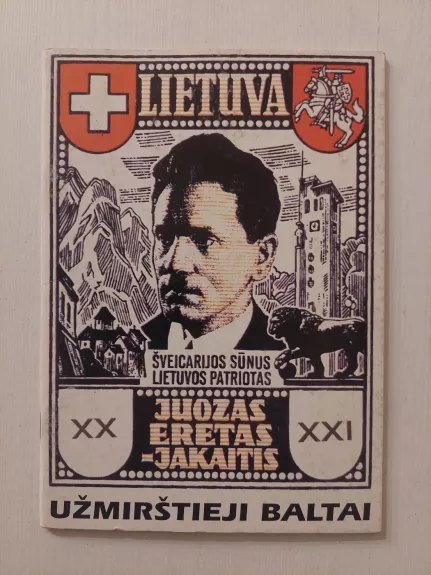 LIETUVA
ŠVEICARIJOS SŪNUS
LIETUVOS PATRIOTAS
XX
JUOZAS
ERETAS
-JAKAITIS
XXI
UŽMIRŠTIEJI BALTAI